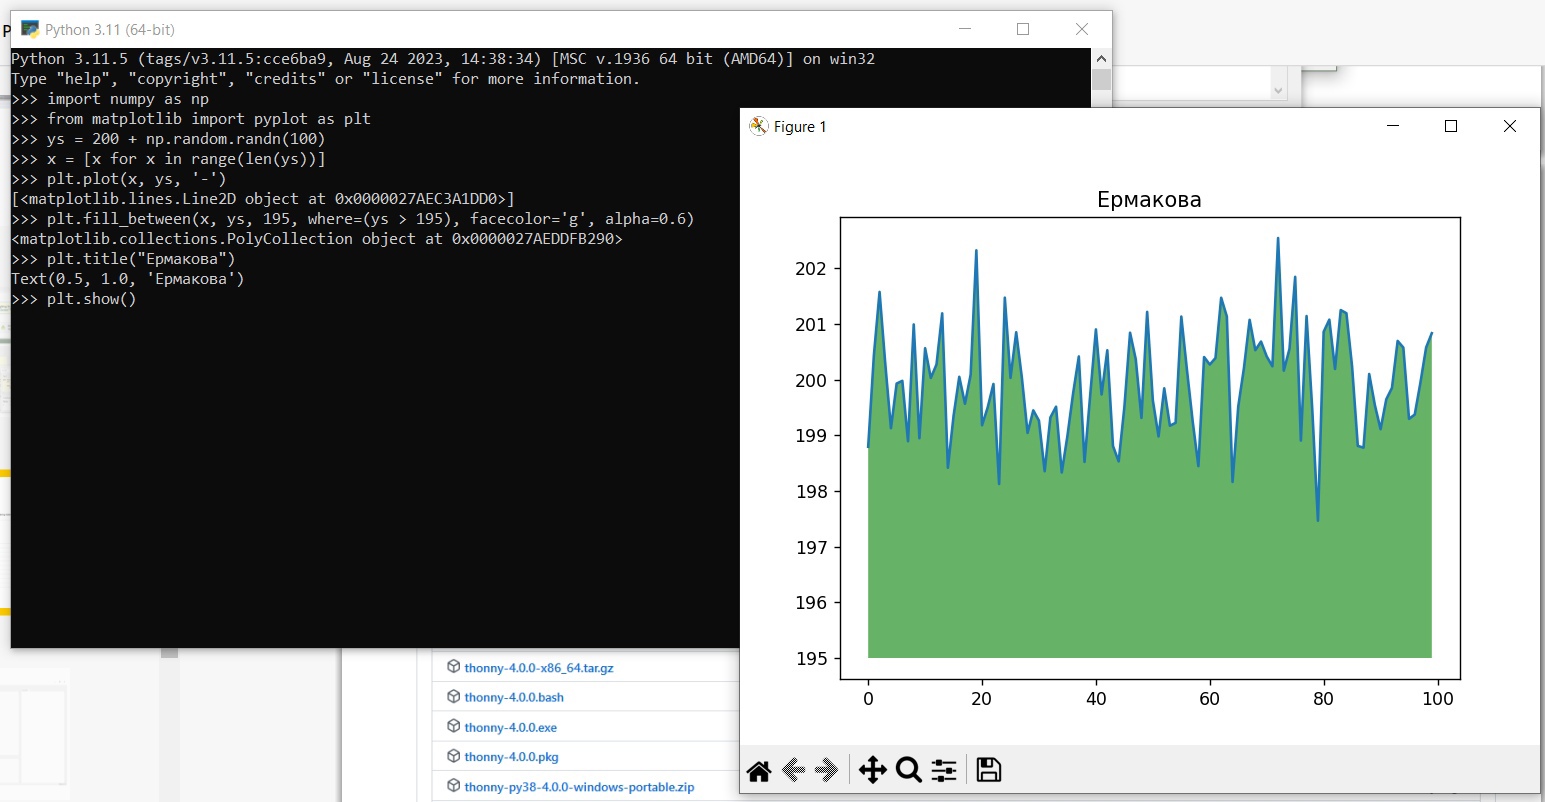 P
Python 3.11 (64-bit)
Python 3.11.5 (tags/v3.11.5:cce6ba9, Aug 24 2023, 14:38:34) [MSC v.1936 64 bit (AMD64)] on win32
Type "help", "copyright", "credits" or "license" for more information.
>>> import numpy as np
>>> from matplotlib import pyplot as plt
>>> ys = 200 + np.random.randn(100)
>>> x = [x for x in range(len(ys))]
>>> plt.plot(x, ys, '-')
[<matplotlib.lines.Line2D object at 0x0000027AEC3A1DD0>]
>>> plt.fill_between(x, ys, 195, where=(ys > 195), facecolor='g', alpha=0.6)
<matplotlib.collections.PolyCollection object at 0x0000027AEDDFB290>
>>> plt.title("Ермакова")
Text(0.5, 1.0, 'Ермакова')
>>> plt.show()
Figure 1
Ермакова
202
201
200
199
198
197
196
195
0 20 40 60 80 100
thonny-4.0.0-x86_64.tar.gz
thonny-4.0.0.bash
thonny-4.0.0.exe
thonny-4.0.0.pkg
thonny-py38-4.0.0-windows-portable.zip